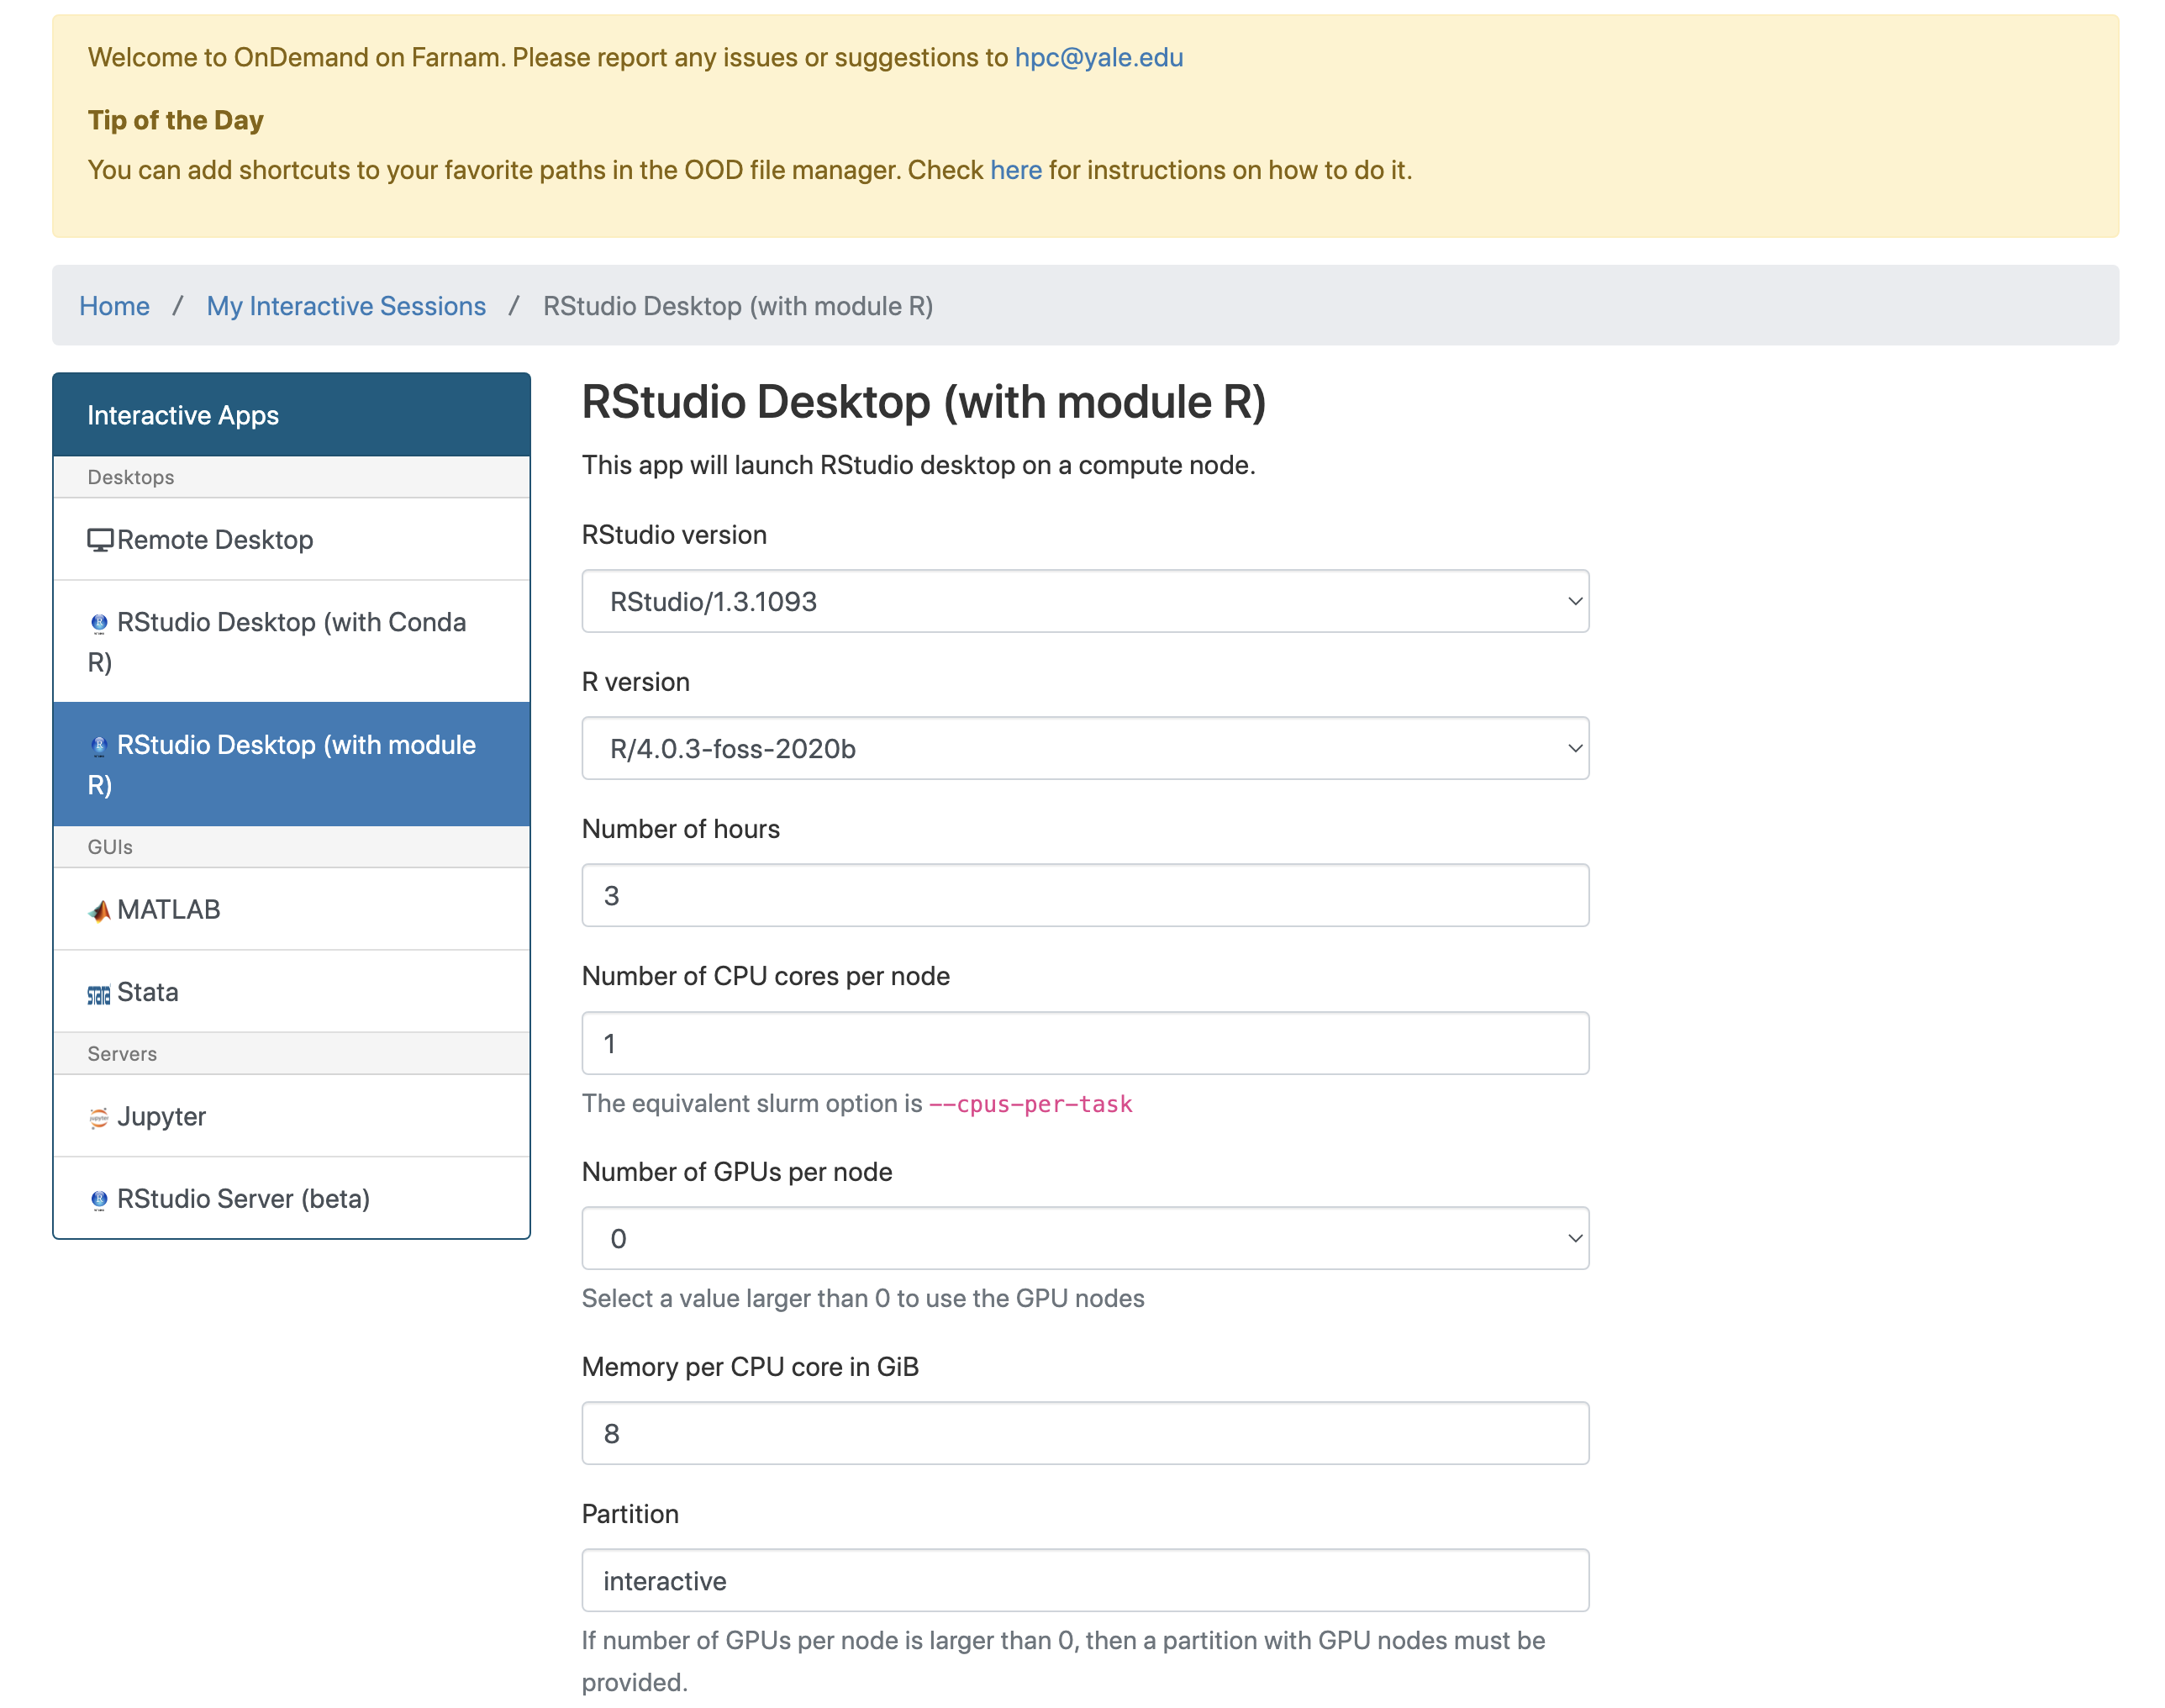 Welcome to OnDemand on Farnam. Please report any issues or suggestions to hpc@yale.edu
Tip of the Day
You can add shortcuts to your favorite paths in the OOD file manager. Check here for instructions on how to do it.
Home / My Interactive Sessions / RStudio Desktop (with module R)
Interactive Apps
Desktops
Remote Desktop
RStudio Desktop (with Conda
R)
RStudio Desktop (with module
R)
GUIs
MATLAB
Stata
Servers
Jupyter
RStudio Server (beta)
RStudio Desktop (with module R)
This app will launch RStudio desktop on a compute node.
RStudio version
RStudio/1.3.1093
R version
R/4.0.3-foss-2020b
Number of hours
3
Number of CPU cores per node
1
The equivalent slurm option is --cpus-per-task
Number of GPUs per node
0
Select a value larger than 0 to use the GPU nodes
Memory per CPU core in GiB
8
Partition
interactive
If number of GPUs per node is larger than 0, then a partition with GPU nodes must be
provided.